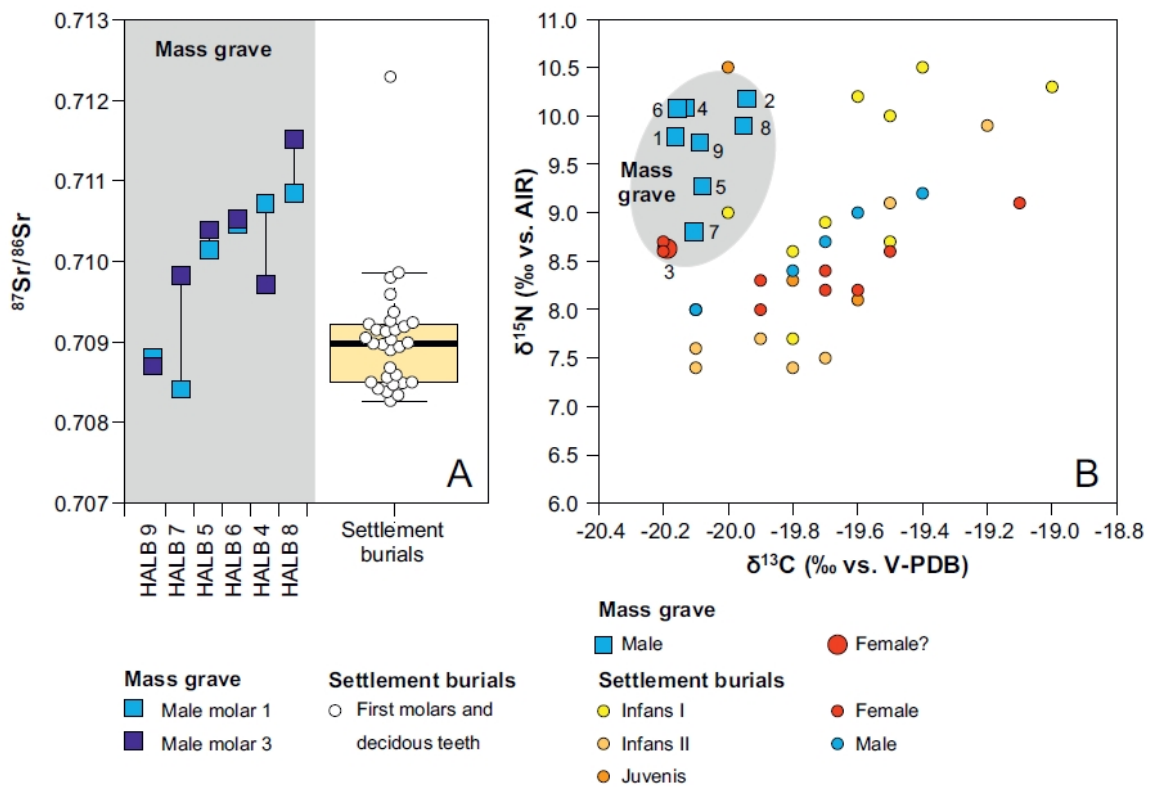 0.713
0.712
0.711
0.710
0.709
0.708
0.707
87Sr/86Sr
Mass grave
A
HALB 9
HALB 7
HALB 5
HALB 6
HALB 4
HALB 8
Settlement
burials
Mass grave
Male molar 1
Male molar 3
Settlement burials
First molars and
decidous teeth
11.0
10.5
10.0
9.5
9.0
8.5
8.0
7.5
7.0
6.5
6.0
δ15N (‰ vs. AIR)
6
4
2
1
8
9
Mass
grave
5
7
3
B
-20.4
-20.2
-20.0
-19.8
-19.6
-19.4
-19.2
-19.0
-18.8
δ13C (‰ vs. V-PDB)
Mass grave
Male
Female?
Settlement burials
Infans I
Female
Infans II
Male
Juvenis